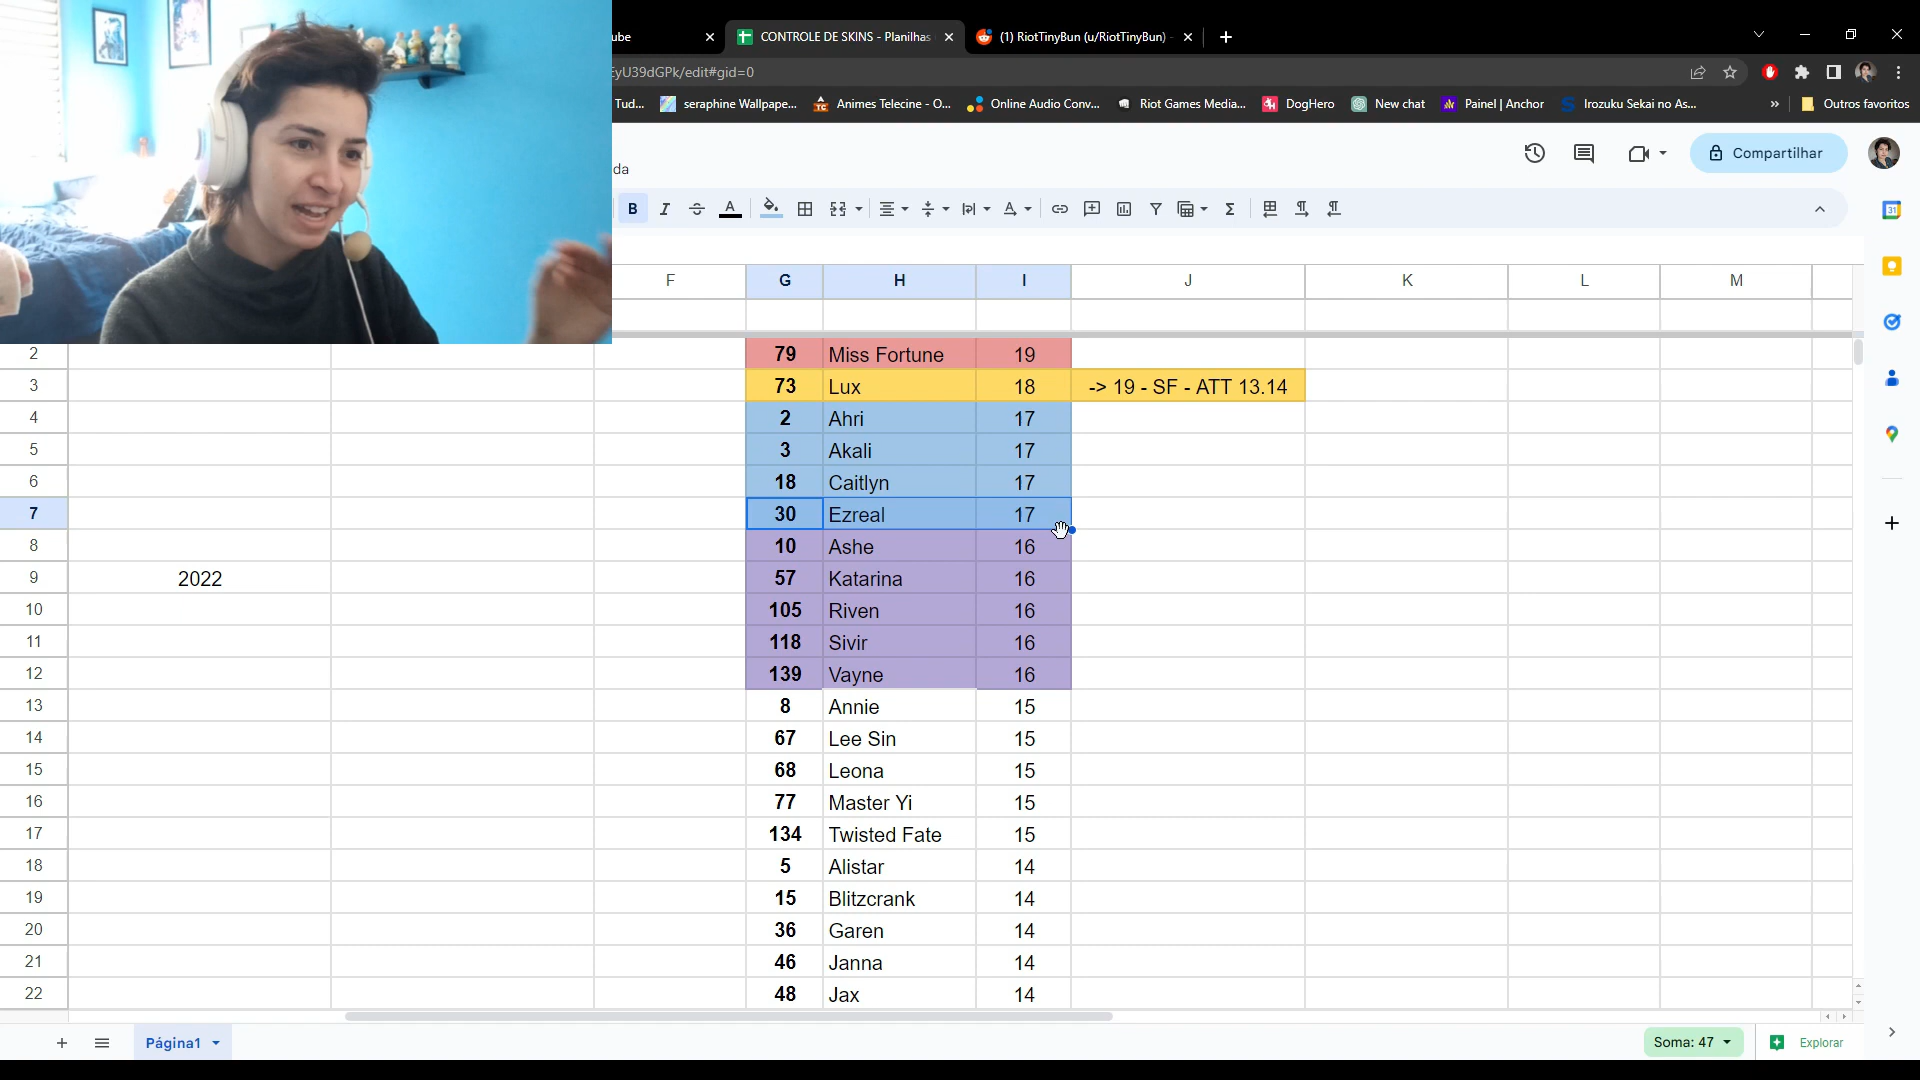 ube
CONTROLE DE SKINS - Planilhas
(1) RiotTinyBun (u/RiotTinyBun) -
EyU39dGPk/edit#gid=0
Tud...
seraphine Wallpape...
Animes Telecine - O...
Online Audio Conv...
Riot Games Media...
DogHero
New chat
Painel | Anchor
Irozuku Sekai no As...
»
Outros favoritos
da
Compartilhar
B I S A
F G H I J K L M
2 79 Miss Fortune 19
3 73 Lux 18 -> 19 - SF - ATT 13.14
4 2 Ahri 17
5 3 Akali 17
6 18 Caitlyn 17
7 30 Ezreal 17
8 10 Ashe 16
9 2022 57 Katarina 16
10 105 Riven 16
11 118 Sivir 16
12 139 Vayne 16
13 8 Annie 15
14 67 Lee Sin 15
15 68 Leona 15
16 77 Master Yi 15
17 134 Twisted Fate 15
18 5 Alistar 14
19 15 Blitzcrank 14
20 36 Garen 14
21 46 Janna 14
22 48 Jax 14
Página1
Soma: 47
Explorar